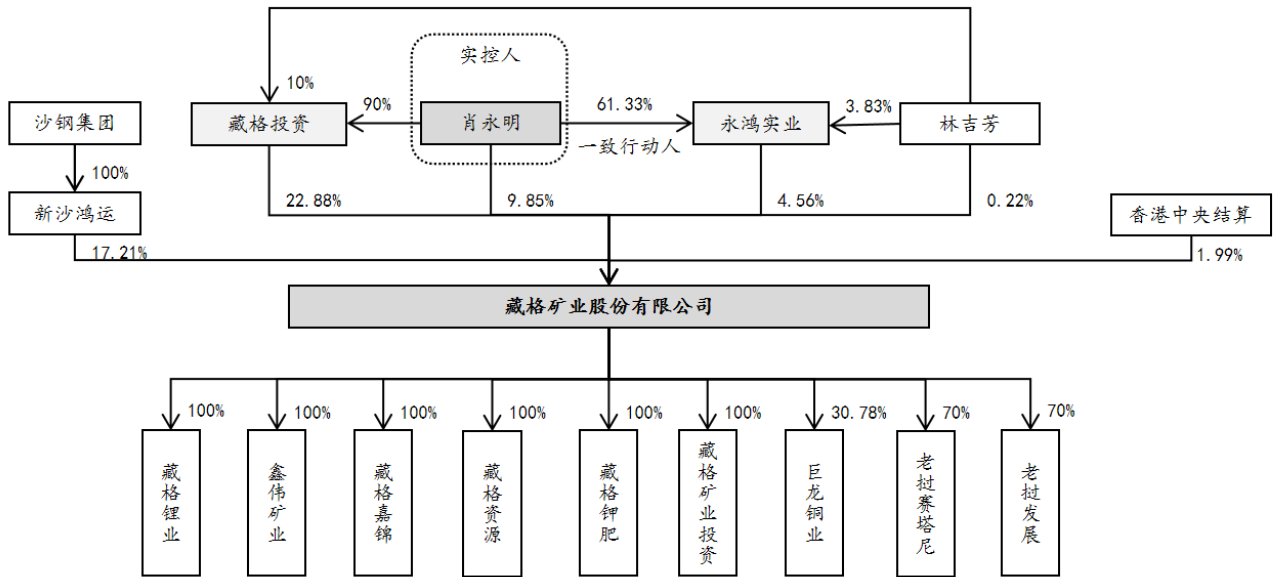 实控人
10%
90%
61.33%
3.83%
沙钢集团
藏格投资
肖永明
永鸿实业
林吉芳
一致行动人
100%
新沙鸿运
22.88%
9.85%
4.56%
0.22%
香港中央结算
17.21%
1.99%
藏格矿业股份有限公司
100%
100%
100%
100%
100%
100%
30.78%
70%
70%
藏格锂业
鑫伟矿业
藏格嘉锦
藏格资源
藏格钾肥
藏格矿业投资
巨龙铜业
老挝赛塔尼
老挝发展